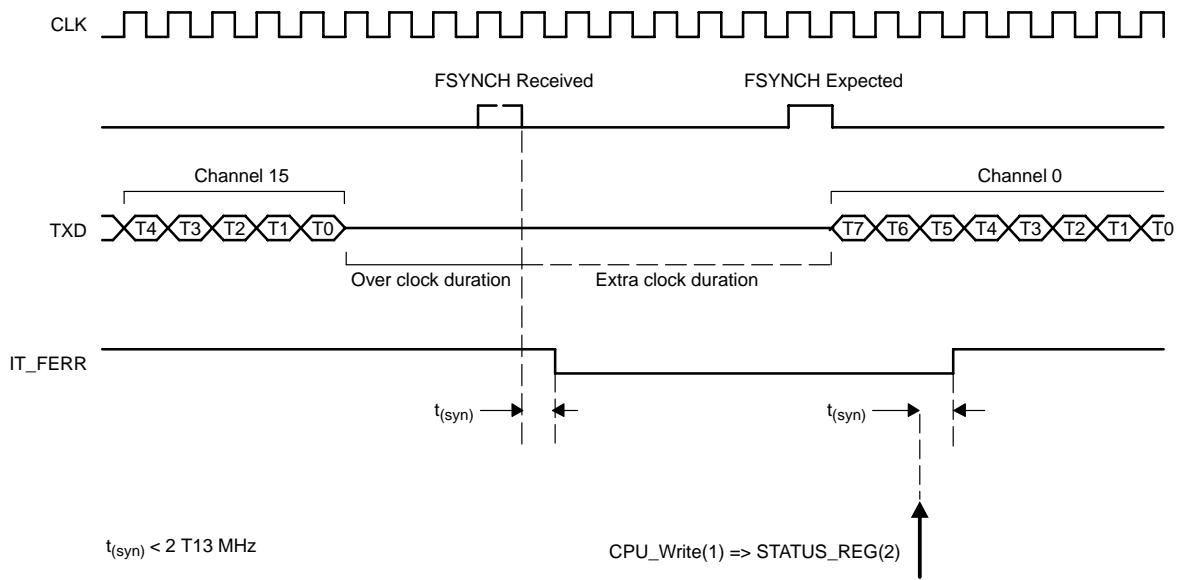 CLK
FSYNCH Received
FSYNCH Expected
Channel 15
Channel 0
TXD
T4 T3 T2 T1 T0
T7 T6 T5 T4 T3 T2 T1 T0
Over clock duration
Extra clock duration
IT_FERR
t(syn)
t(syn)
t(syn) < 2 T13 MHz
CPU_Write(1) => STATUS_REG(2)